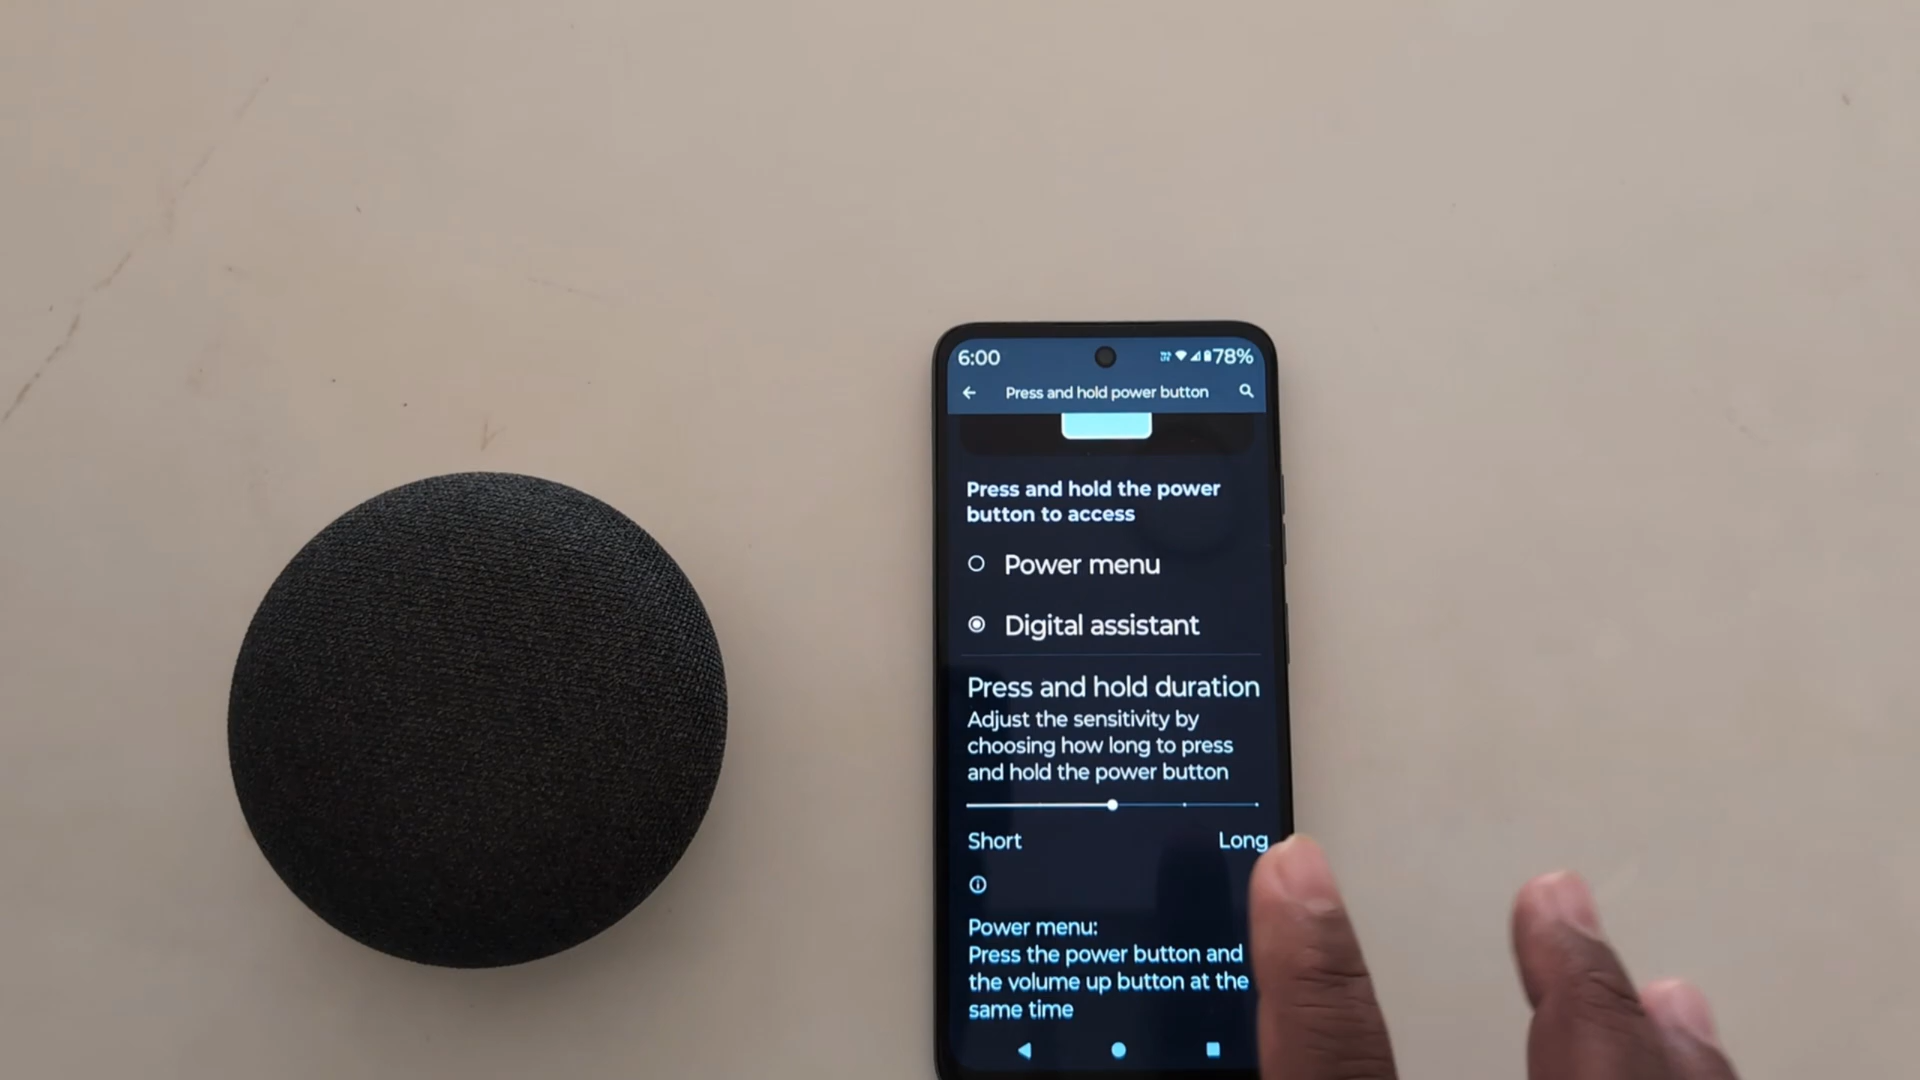 6:00 78%
Press and hold power button
Press and hold the power
button to access
Power menu
Digital assistant
Press and hold duration
Adjust the sensitivity by
choosing how long to press
and hold the power button
Short Long
Power menu:
Press the power button and
the volume up button at the
same time